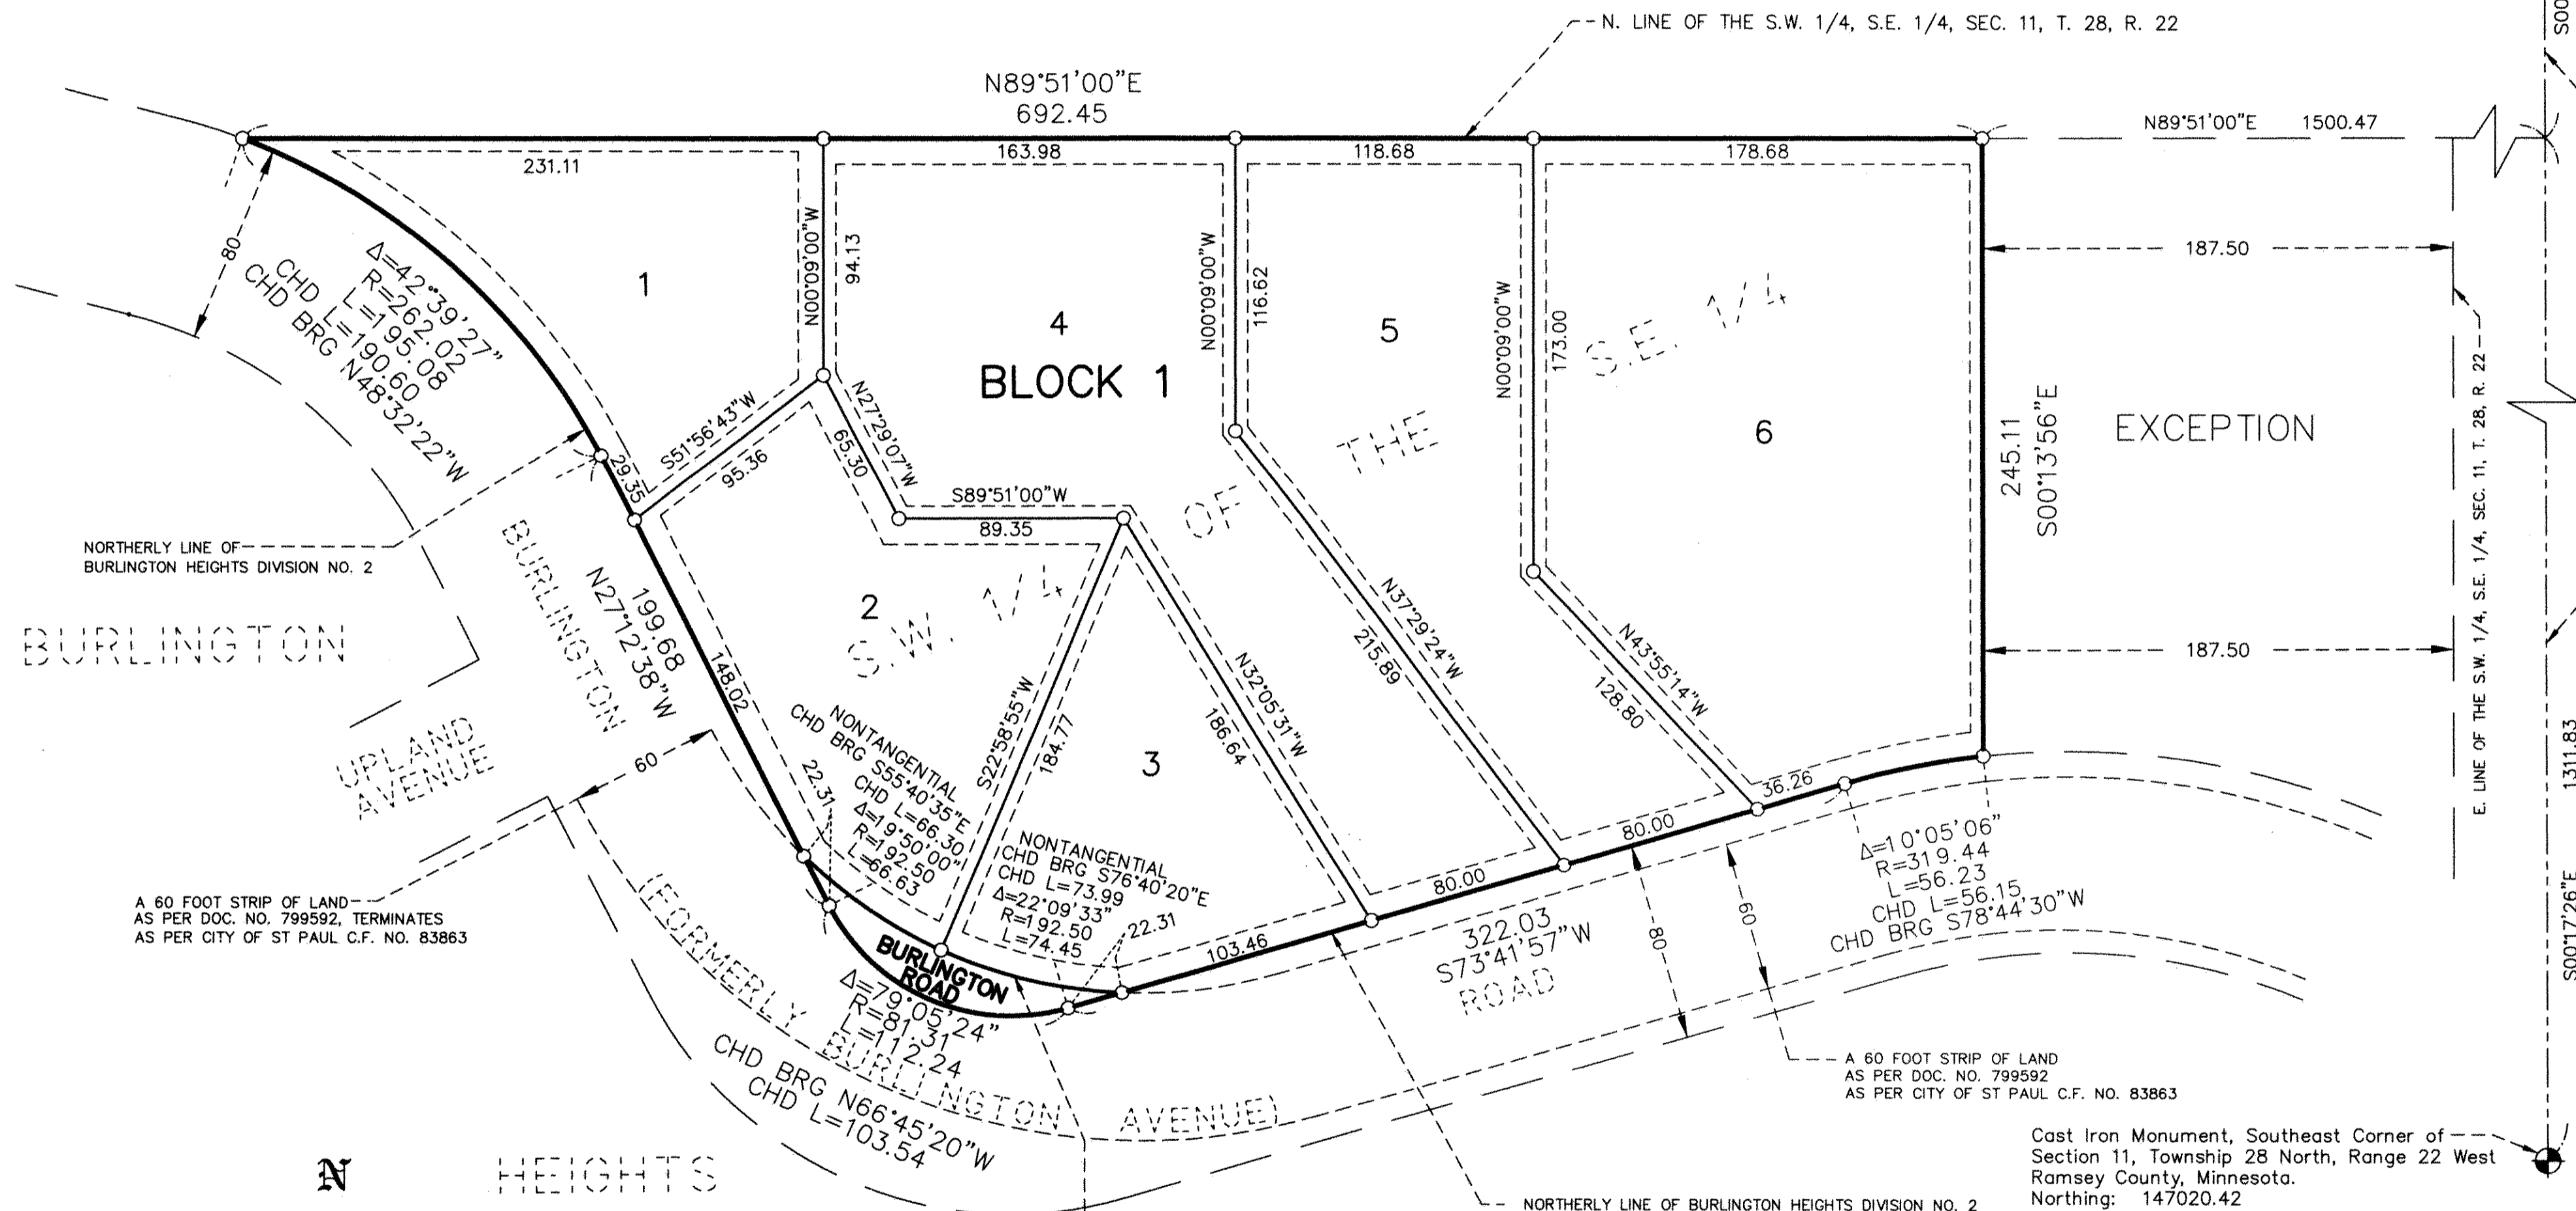 N. LINE OF THE S.W. 1/4, S.E. 1/4, SEC. 11, T. 28, R. 22
S00
N89°51'00"E
692.45
N89°51'00"E 1500.47
231.11
163.98
118.68
178.68
80
Δ=42°39'27"
R=262.02
L=195.08
CHD L=190.60
CHD BRG N48°32'22"W
1
N00°09'00"W
94.13
4
BLOCK 1
N00°09'00"W
116.62
5
N00°09'00"W
173.00
S.E. 1/4
6
187.50
245.11
S00°13'56"E
EXCEPTION
E. LINE OF THE S.W. 1/4, S.E. 1/4, SEC. 11, T. 28, R. 22
THE
OF
S.W. 1/4
S51°56'43"W
95.36
N27°29'07"W
65.30
S89°51'00"W
89.35
29.35
NORTHERLY LINE OF
BURLINGTON HEIGHTS DIVISION NO. 2
BURLINGTON
BURLINGTON
199.68
N27°12'38"W
148.02
2
UPLAND
AVENUE
60
N37°29'24"W
215.89
N43°55'14"W
128.80
187.50
N32°05'31"W
186.64
S22°58'55"W
184.77
3
NONTANGENTIAL
CHD BRG S55°40'35"E
CHD L=66.30
Δ=19°50'00"
R=192.50
L=66.63
22.31
NONTANGENTIAL
CHD BRG S76°40'20"E
CHD L=73.99
Δ=22°09'33"
R=192.50
L=74.45
22.31
36.26
80.00
80.00
103.46
322.03
S73°41'57"W
ROAD
80
60
Δ=10°05'06"
R=319.44
L=56.23
CHD L=56.15
CHD BRG S78°44'30"W
1311.83
S00°17'26"E
A 60 FOOT STRIP OF LAND
AS PER DOC. NO. 799592, TERMINATES
AS PER CITY OF ST PAUL C.F. NO. 83863
BURLINGTON
ROAD
Δ=79°05'24"
R=81.31
L=112.24
CHD BRG N66°45'20"W
CHD L=103.54
(FORMERLY BURLINGTON AVENUE)
A 60 FOOT STRIP OF LAND
AS PER DOC. NO. 799592
AS PER CITY OF ST PAUL C.F. NO. 83863
N
HEIGHTS
NORTHERLY LINE OF BURLINGTON HEIGHTS DIVISION NO. 2
Cast Iron Monument, Southeast Corner of
Section 11, Township 28 North, Range 22 West
Ramsey County, Minnesota.
Northing: 147020.42